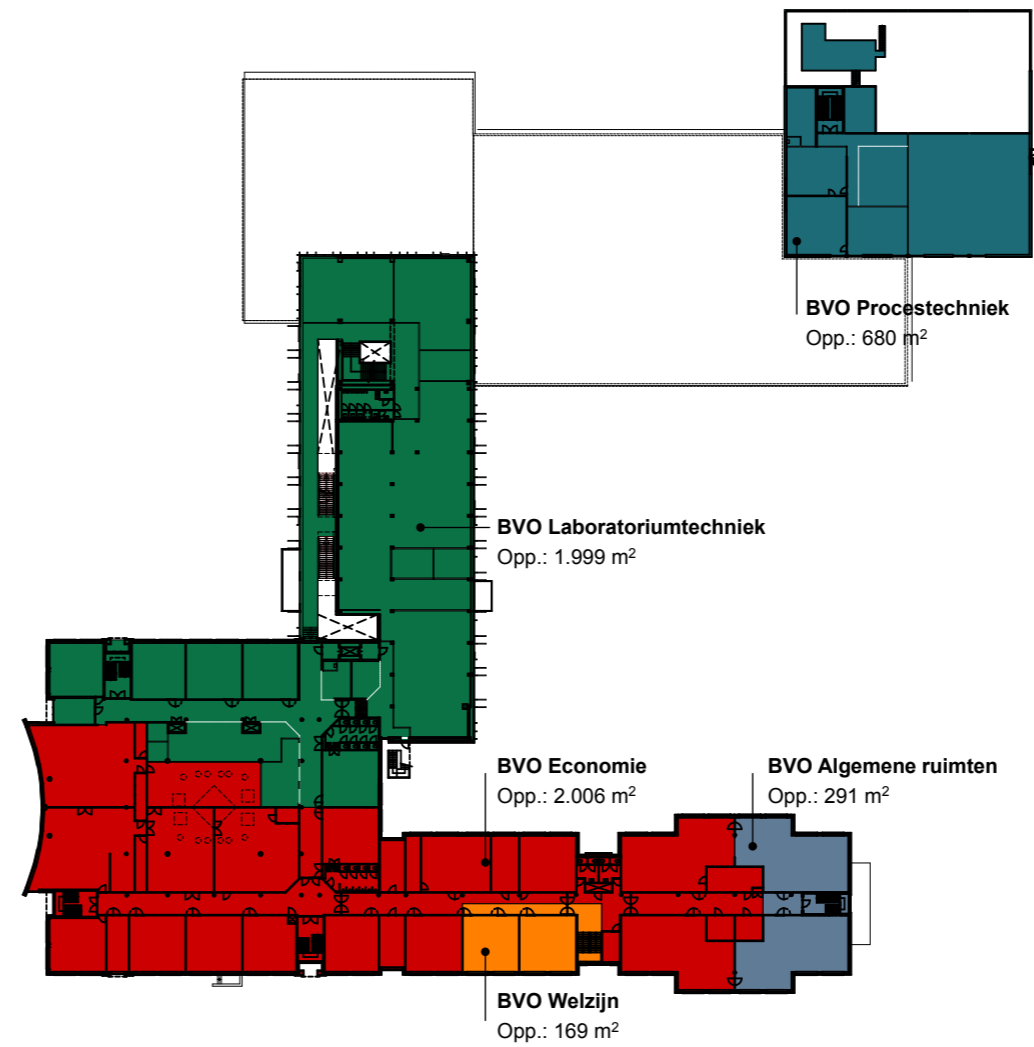 BVO Procestechniek
Opp.: 680 m²
BVO Laboratoriumtechniek
Opp.: 1.999 m²
BVO Economie
Opp.: 2.006 m²
BVO Algemene ruimten
Opp.: 291 m²
BVO Welzijn
Opp.: 169 m²